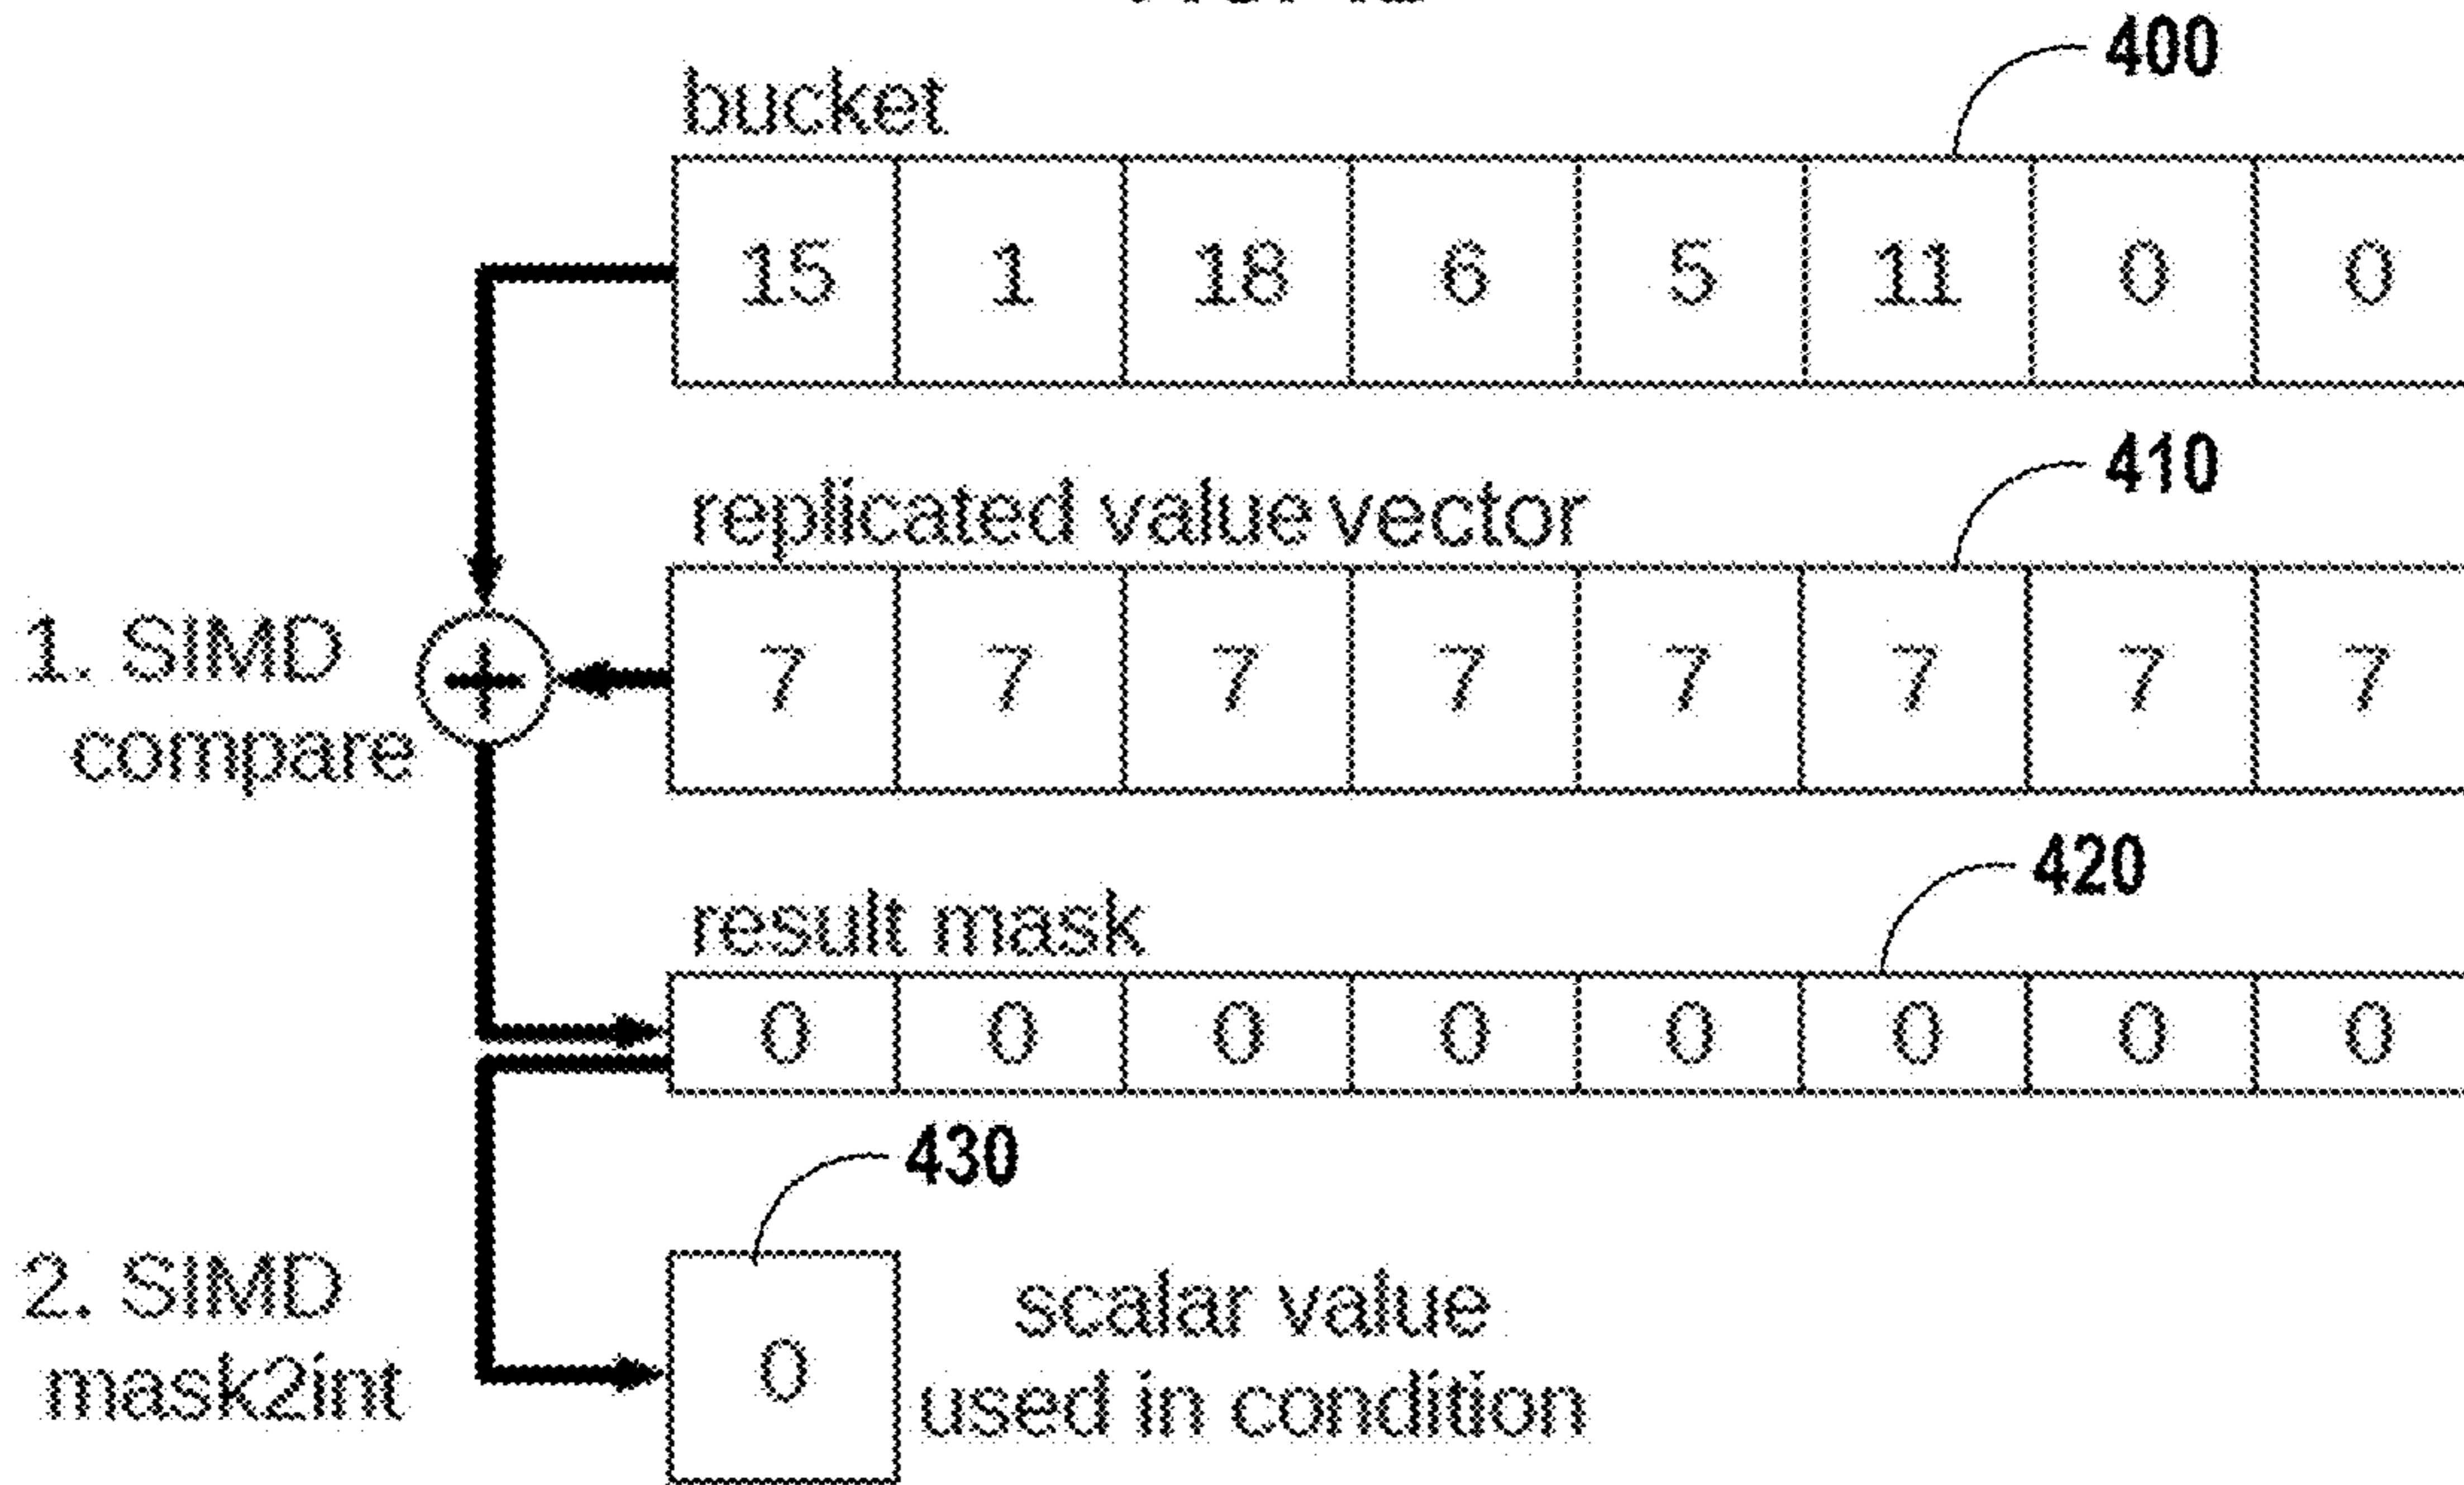 400
bucket
15 1 18 6 5 11 0 0
410
replicated value vector
1. SIMD
compare
7 7 7 7 7 7 7 7
420
result mask
0 0 0 0 0 0 0 0
430
2. SIMD
mask2int
0
scalar value
used in condition